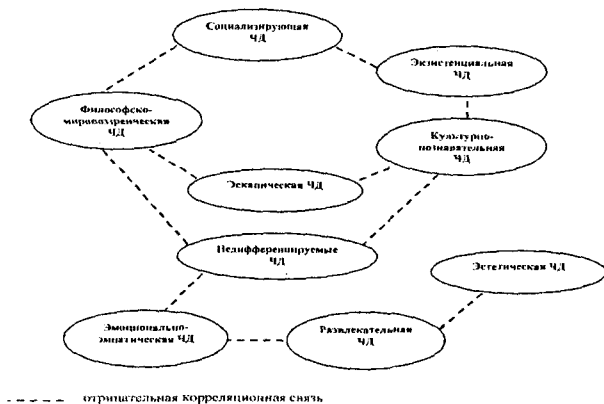 Социализирующая
ЧД
Экзистенциальная
ЧД
Философско-
мировоззренческая
ЧД
Культурно-
познавательная
ЧД
Эскапическая ЧД
Недифференцируемые
ЧД
Эстетическая ЧД
Эмоционально-
эмпатическая ЧД
Развлекательная
ЧД
отрицательная корреляционная связь